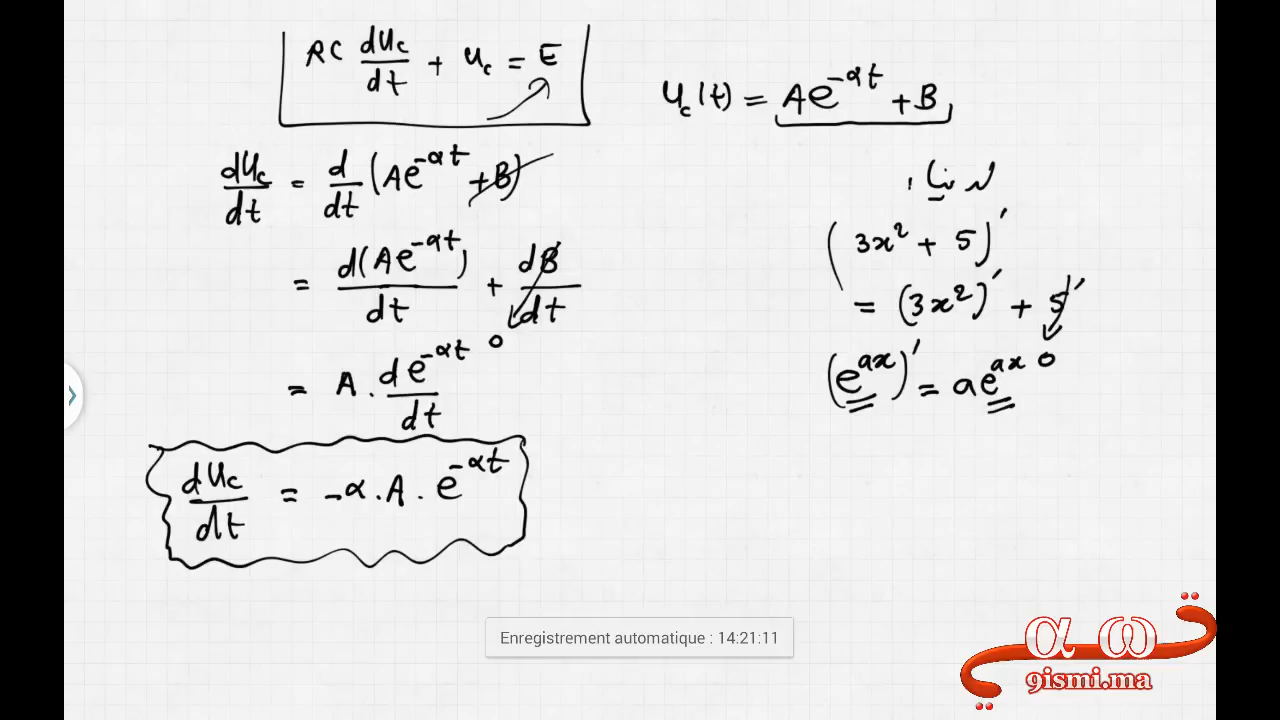 RC dUc/dt + Uc = E
Uc(t) = Ae^-αt + B
dUc/dt = d/dt (Ae^-αt + B)
= d(Ae^-αt)/dt + dB/dt
0
= A . de^-αt/dt
dUc/dt = -α . A . e^-αt
لدينا :
(3x² + 5)'
= (3x²)' + 5'
0
(e^ax)' = ae^ax
Enregistrement automatique : 14:21:11
α ω
9ismi.ma